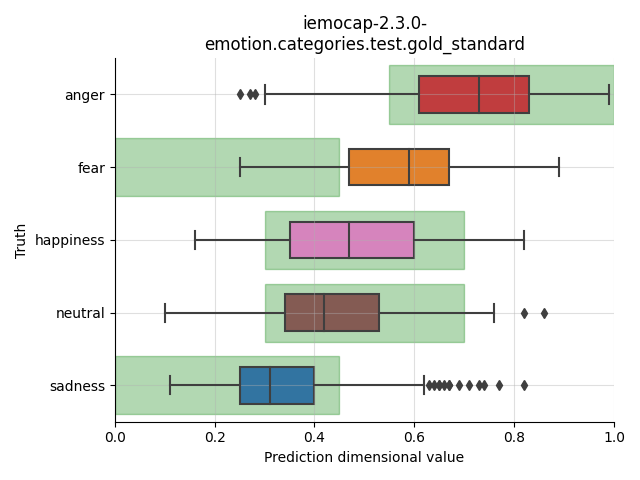 iemocap-2.3.0-
emotion.categories.test.gold_standard
anger
fear
happiness
neutral
sadness
Truth
0.0 0.2 0.4 0.6 0.8 1.0
Prediction dimensional value